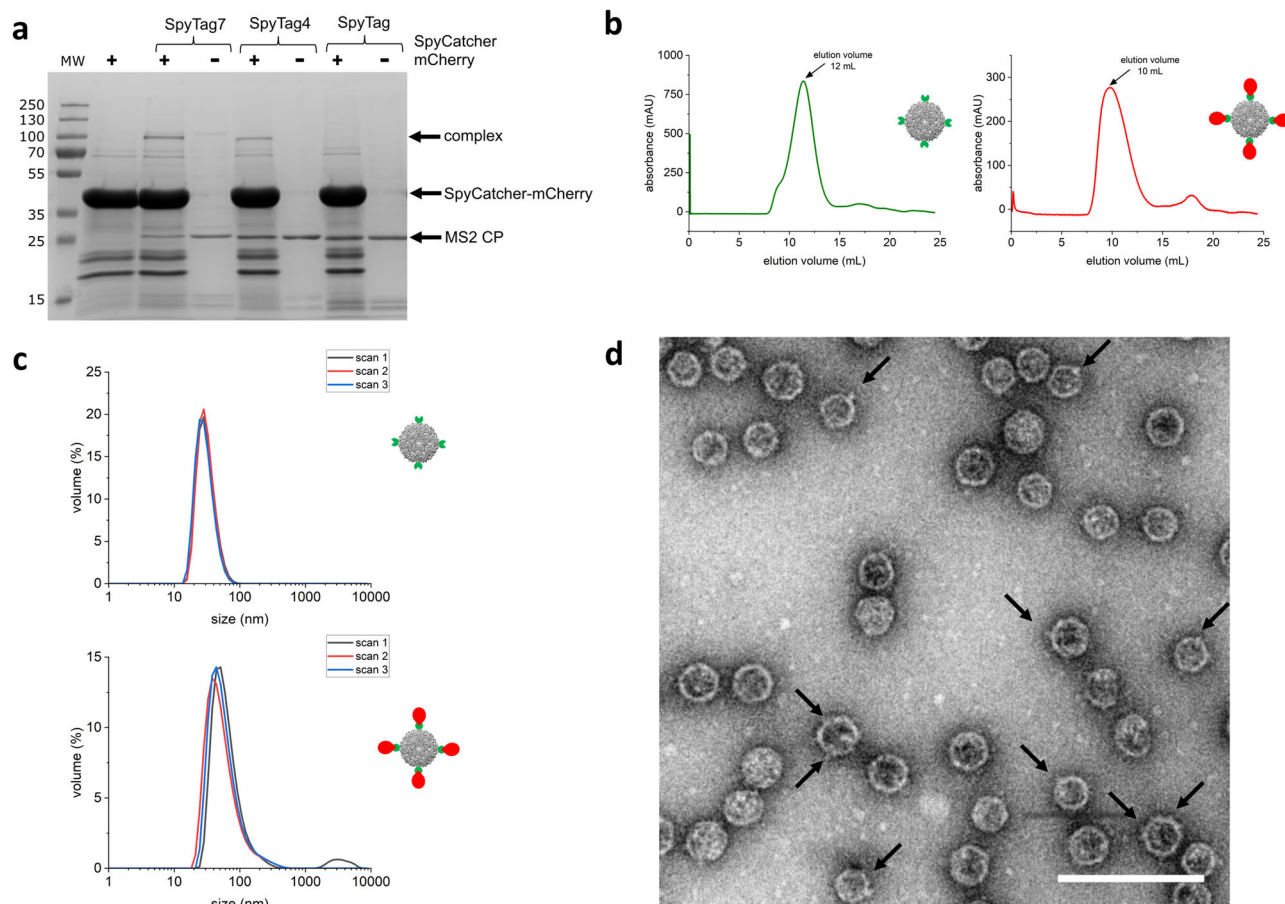 a
SpyTag7 SpyTag4 SpyTag
SpyCatcher
MW + + - + - + - mCherry
250
130
100
70
55
35
25
15
complex
SpyCatcher-mCherry
MS2 CP
b
elution volume
12 mL
absorbance (mAU)
1000
750
500
250
0
0 5 10 15 20 25
elution volume (mL)
elution volume
10 mL
absorbance (mAU)
300
200
100
0
0 5 10 15 20 25
elution volume (mL)
c
scan 1
scan 2
scan 3
volume (%)
25
20
15
10
5
0
1 10 100 1000 10000
size (nm)
scan 1
scan 2
scan 3
volume (%)
15
10
5
0
1 10 100 1000 10000
size (nm)
d